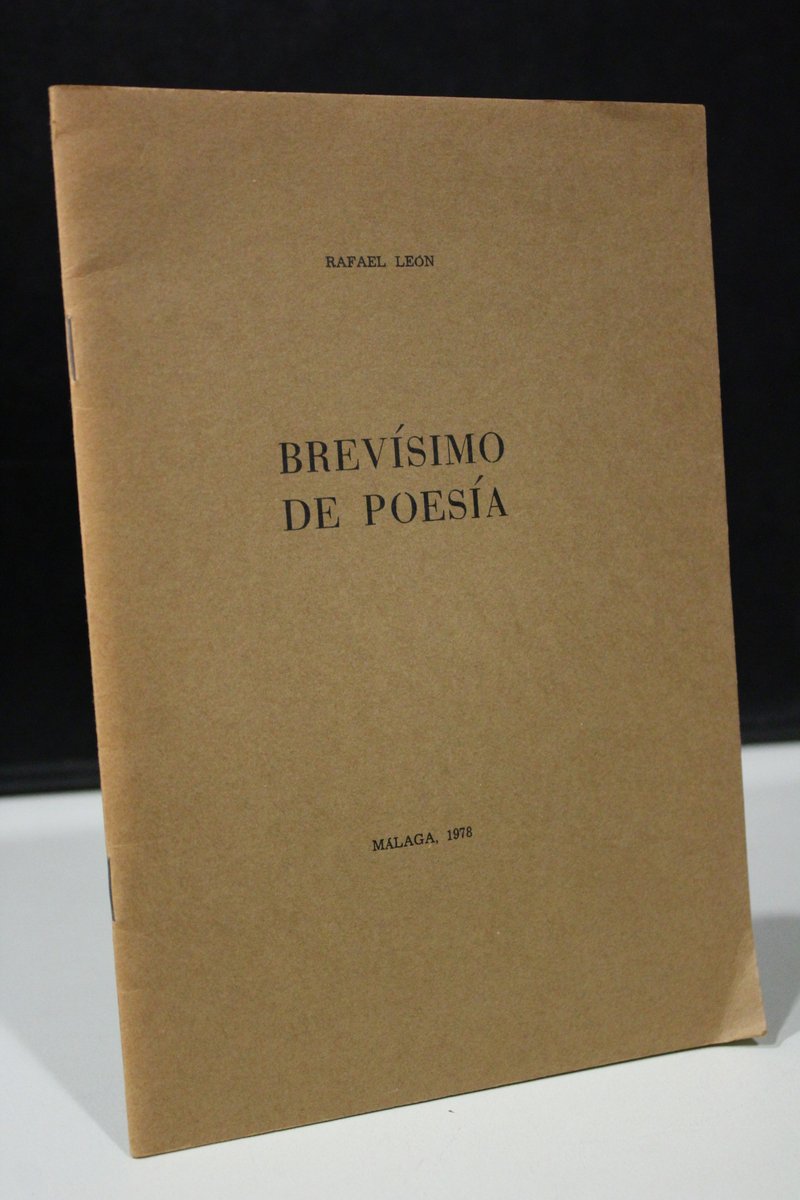 RAFAEL LEÓN
BREVÍSIMO
DE POESÍA
MÁLAGA, 1978